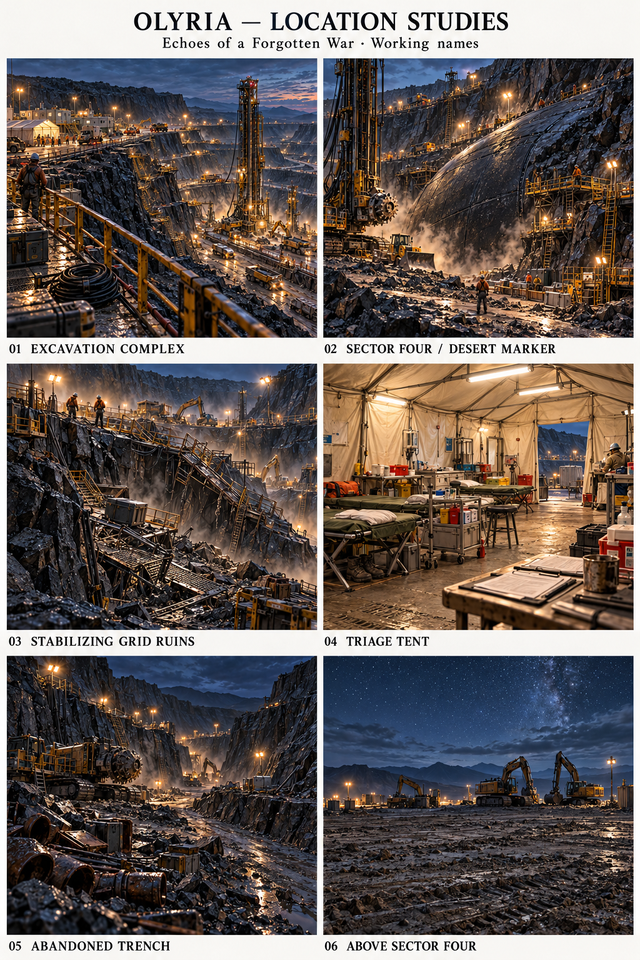 OLYRIA — LOCATION STUDIES
Echoes of a Forgotten War · Working names
01 EXCAVATION COMPLEX
02 SECTOR FOUR / DESERT MARKER
03 STABILIZING GRID RUINS
04 TRIAGE TENT
05 ABANDONED TRENCH
06 ABOVE SECTOR FOUR